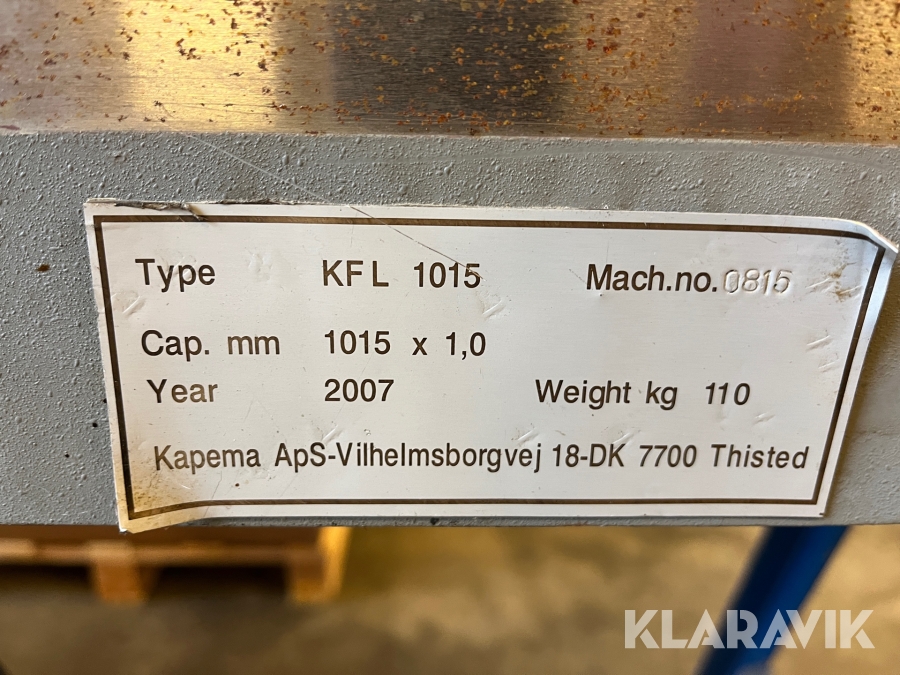 Type KFL 1015 Mach.no. 0815
Cap. mm 1015 x 1,0
Year 2007 Weight kg 110
Kapema ApS-Vilhelmsborgvej 18-DK 7700 Thisted
KLARAVIK